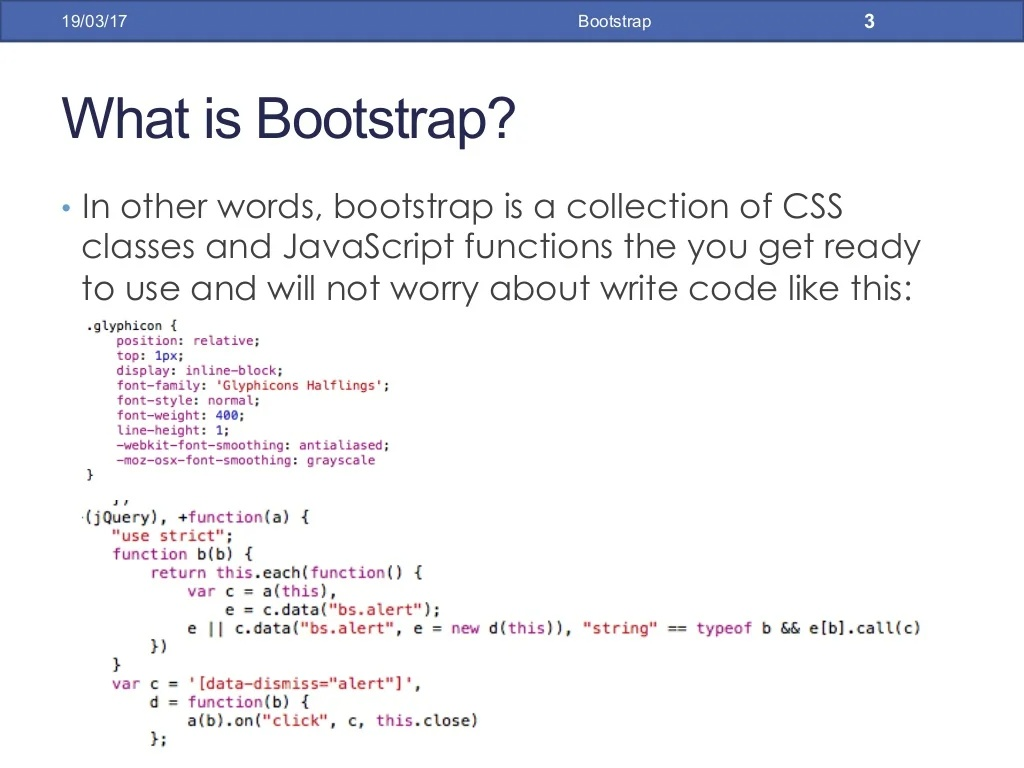 19/03/17 Bootstrap 3
What is Bootstrap?
• In other words, bootstrap is a collection of CSS
classes and JavaScript functions the you get ready
to use and will not worry about write code like this:
.glyphicon {
position: relative;
top: 1px;
display: inline-block;
font-family: 'Glyphicons Halflings';
font-style: normal;
font-weight: 400;
line-height: 1;
-webkit-font-smoothing: antialiased;
-moz-osx-font-smoothing: grayscale
}
(jQuery), +function(a) {
"use strict";
function b(b) {
return this.each(function() {
var c = a(this),
e = c.data("bs.alert");
e || c.data("bs.alert", e = new d(this)), "string" == typeof b && e[b].call(c)
})
}
var c = '[data-dismiss="alert"]',
d = function(b) {
a(b).on("click", c, this.close)
};